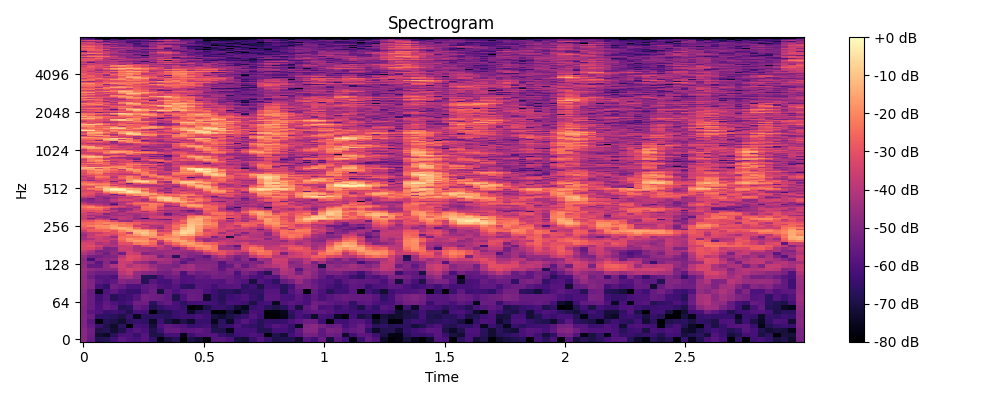 Spectrogram
Hz
4096
2048
1024
512
256
128
64
0
0
0.5
1
1.5
2
2.5
Time
+0 dB
-10 dB
-20 dB
-30 dB
-40 dB
-50 dB
-60 dB
-70 dB
-80 dB